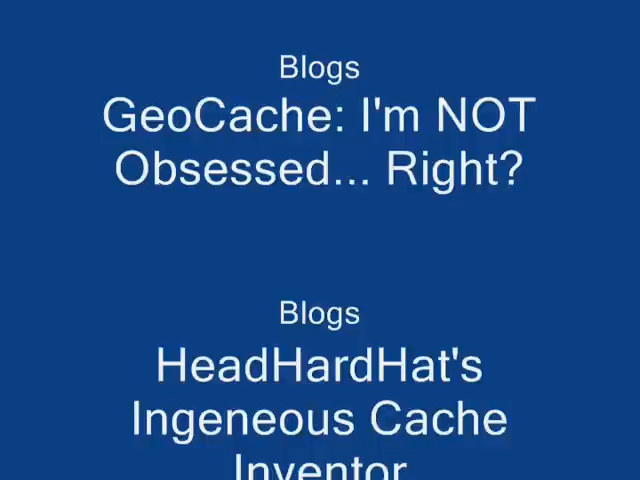 Blogs
GeoCache: I'm NOT
Obsessed... Right?
Blogs
HeadHardHat's
Ingeneous Cache
Inventor